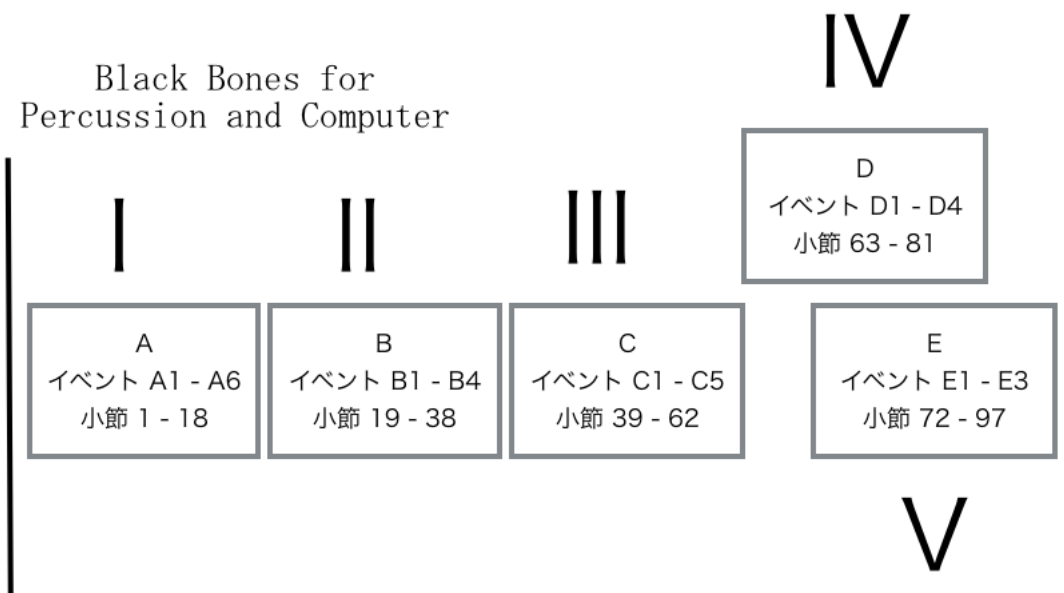 Black Bones for
Percussion and Computer
I
II
III
IV
A
イベント A1 - A6
小節 1 - 18
B
イベント B1 - B4
小節 19 - 38
C
イベント C1 - C5
小節 39 - 62
D
イベント D1 - D4
小節 63 - 81
E
イベント E1 - E3
小節 72 - 97
V